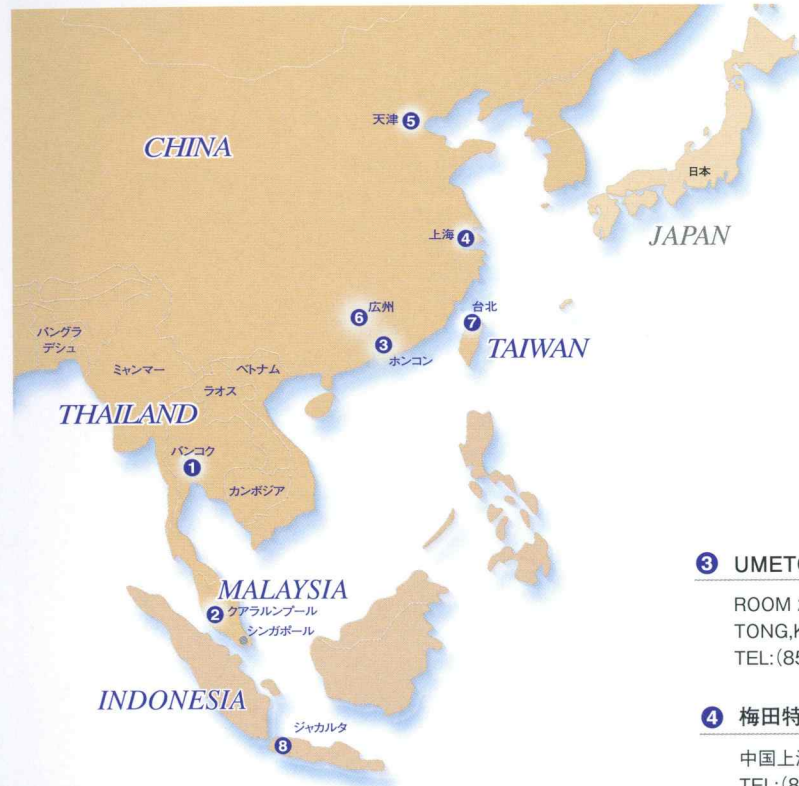 天津 5
CHINA
日本
JAPAN
上海 4
広州
6
台北
7
3
ホンコン
TAIWAN
バングラ
デシュ
ミャンマー
ベトナム
ラオス
THAILAND
バンコク
1
カンボジア
MALAYSIA
2 クアラルンプール
シンガポール
INDONESIA
ジャカルタ
8
3 UMET
ROOM
TONG,K
TEL:(85
4 梅田特
中国上
TEL:(8